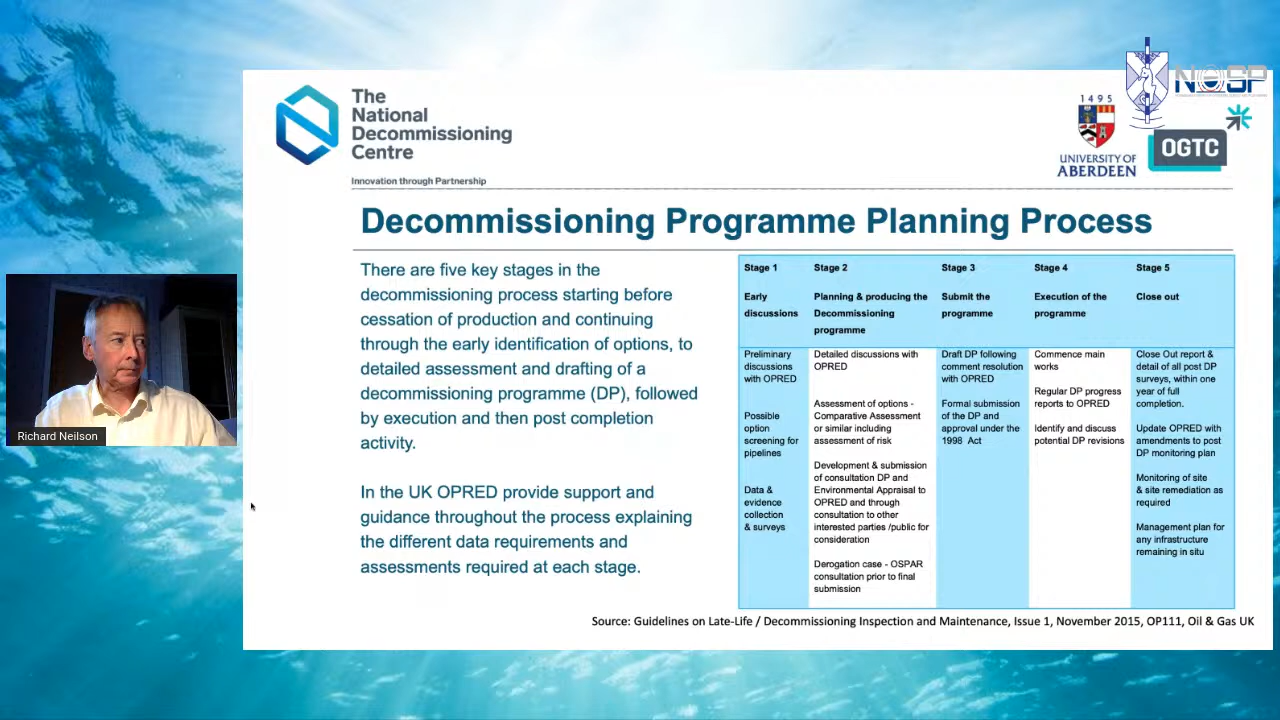 The
National
Decommissioning
Centre
Innovation through Partnership
1495
UNIVERSITY OF
ABERDEEN
OGTC
Decommissioning Programme Planning Process
There are five key stages in the
decommissioning process starting before
cessation of production and continuing
through the early identification of options, to
detailed assessment and drafting of a
decommissioning programme (DP), followed
by execution and then post completion
activity.
In the UK OPRED provide support and
guidance throughout the process explaining
the different data requirements and
assessments required at each stage.
Stage 1
Early
discussions
Preliminary
discussions
with OPRED
Possible
option
screening for
pipelines
Data &
evidence
collection
& surveys
Stage 2
Planning & producing the
Decommissioning
programme
Detailed discussions with
OPRED
Assessment of options -
Comparative Assessment
or similar including
assessment of risk
Development & submission
of consultation DP and
Environmental Appraisal to
OPRED and through
consultation to other
interested parties /public for
consideration
Derogation case - OSPAR
consultation prior to final
submission
Stage 3
Submit the
programme
Draft DP following
comment resolution
with OPRED
Formal submission
of the DP and
approval under the
1998 Act
Stage 4
Execution of the
programme
Commence main
works
Regular DP progress
reports to OPRED
Identify and discuss
potential DP revisions
Stage 5
Close out
Close Out report &
detail of all post DP
surveys, within one
year of full
completion.
Update OPRED with
amendments to post
DP monitoring plan
Monitoring of site
& site remediation as
required
Management plan for
any infrastructure
remaining in situ
Source: Guidelines on Late-Life / Decommissioning Inspection and Maintenance, Issue 1, November 2015, OP111, Oil & Gas UK
Richard Neilson